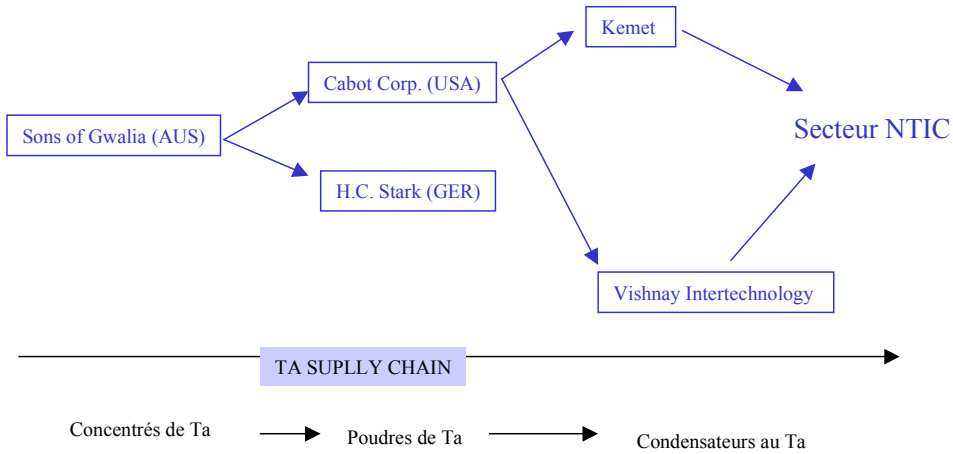 Kemet
Cabot Corp. (USA)
Secteur NTIC
Sons of Gwalia (AUS)
H.C. Stark (GER)
Vishnay Intertechnology
TA SUPLLY CHAIN
Concentrés de Ta
Poudres de Ta
Condensateurs au Ta